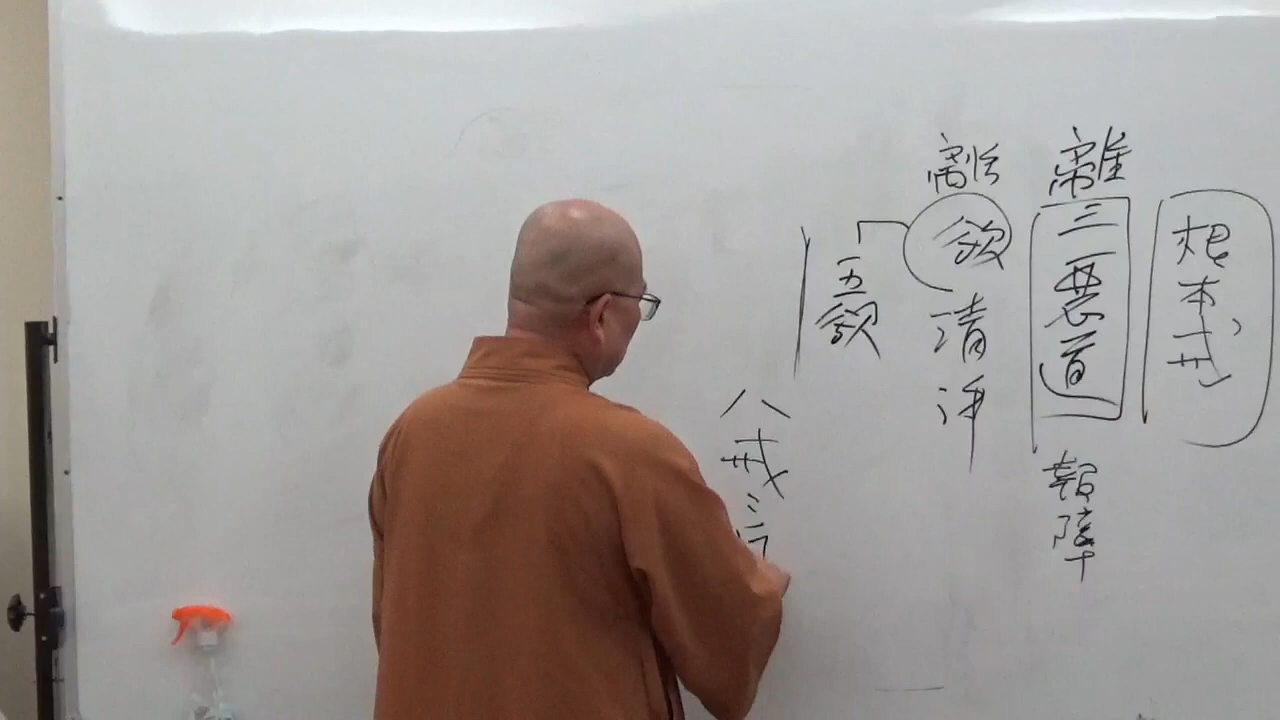 根本戒
離三惡道報障
離欲清淨
五欲
八戒